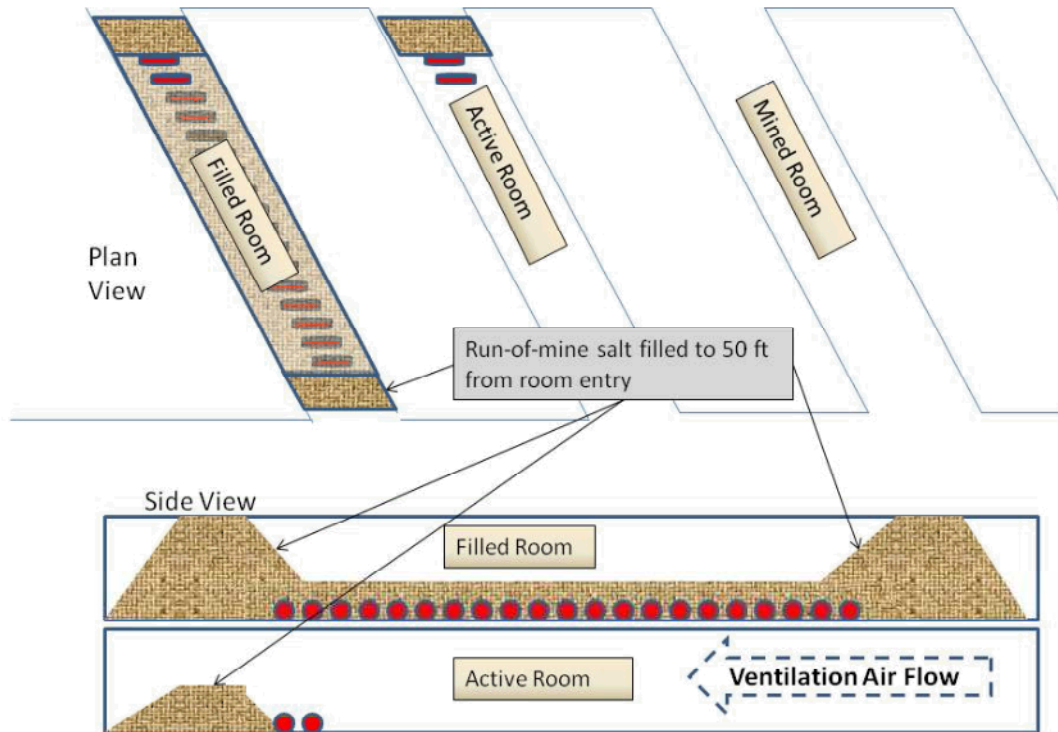 Filled Room
Active Room
Mined Room
Plan
View
Run-of-mine salt filled to 50 ft
from room entry
Side View
Filled Room
Active Room
Ventilation Air Flow